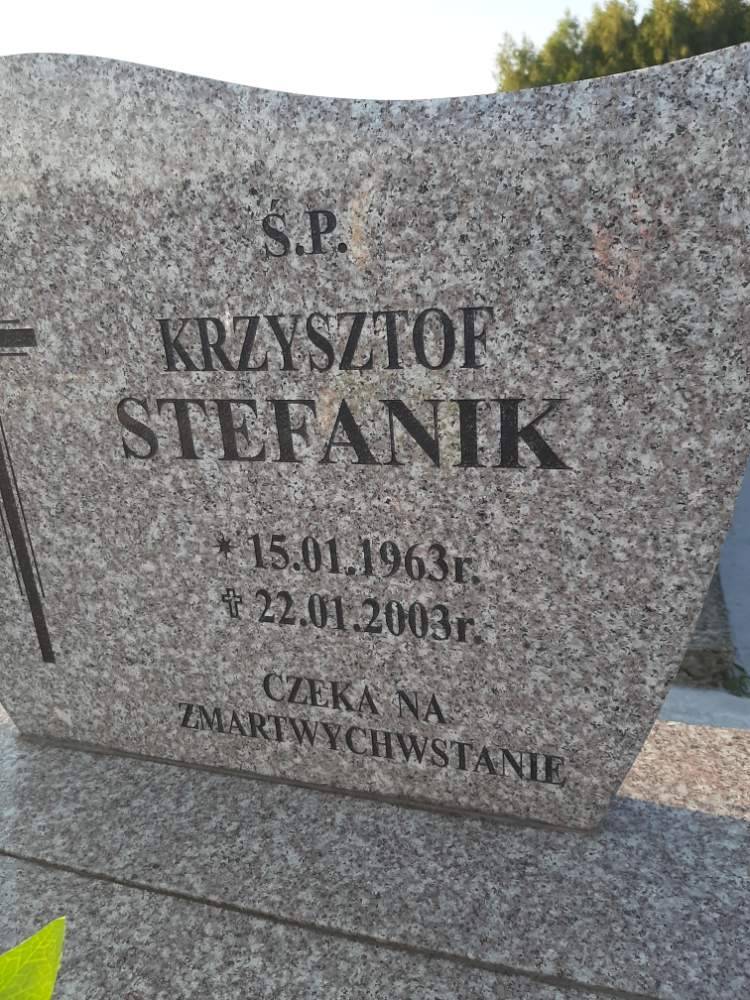 Ś.P.
KRZYSZTOF
STEFANIK
* 15.01.1963r.
✝ 22.01.2003r.
CZEKA NA
ZMARTWYCHWSTANIE